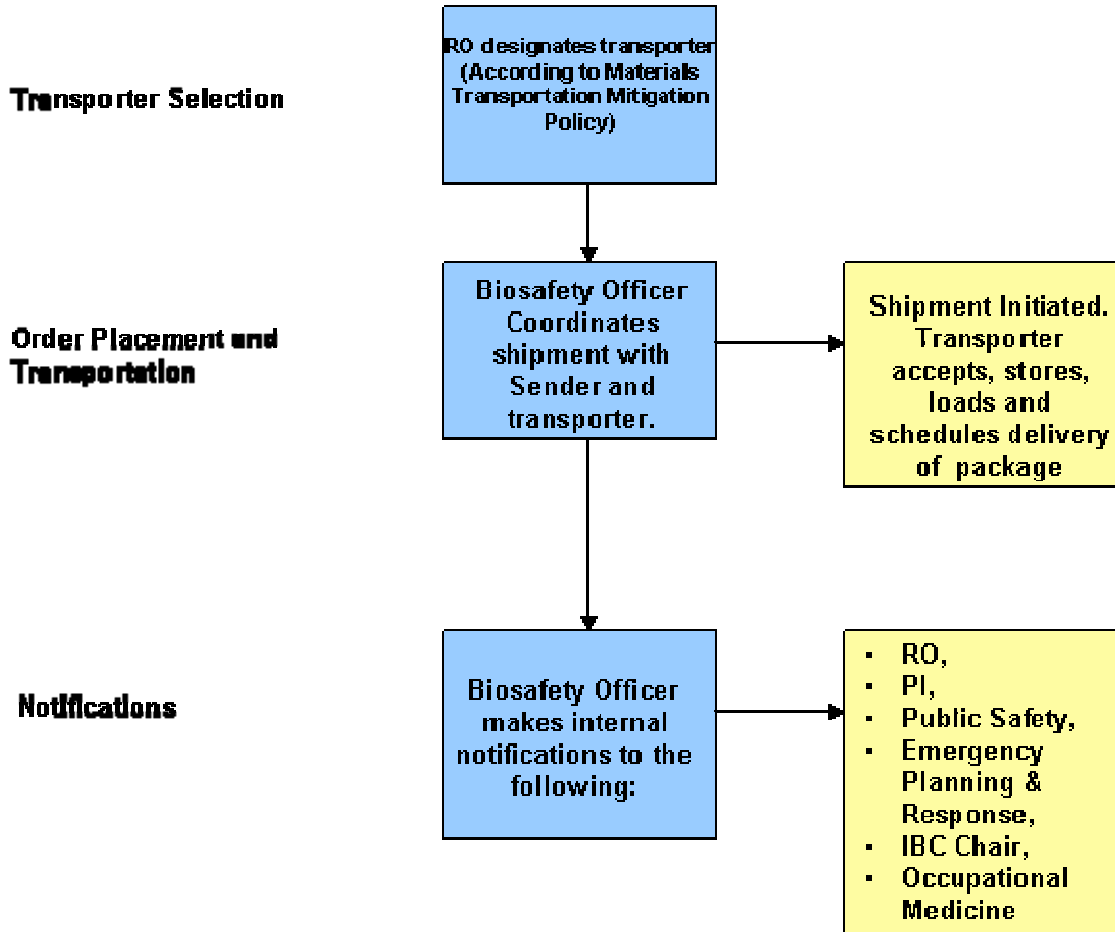 Transporter Selection
RO designates transporter
(According to Materials
Transportation Mitigation
Policy)
Order Placement and
Transportation
Biosafety Officer
Coordinates
shipment with
Sender and
transporter.
Shipment Initiated.
Transporter
accepts, stores,
loads and
schedules delivery
of package
Notifications
Biosafety Officer
makes internal
notifications to the
following:
▪ RO,
▪ PI,
▪ Public Safety,
▪ Emergency
Planning &
Response,
▪ IBC Chair,
▪ Occupational
Medicine